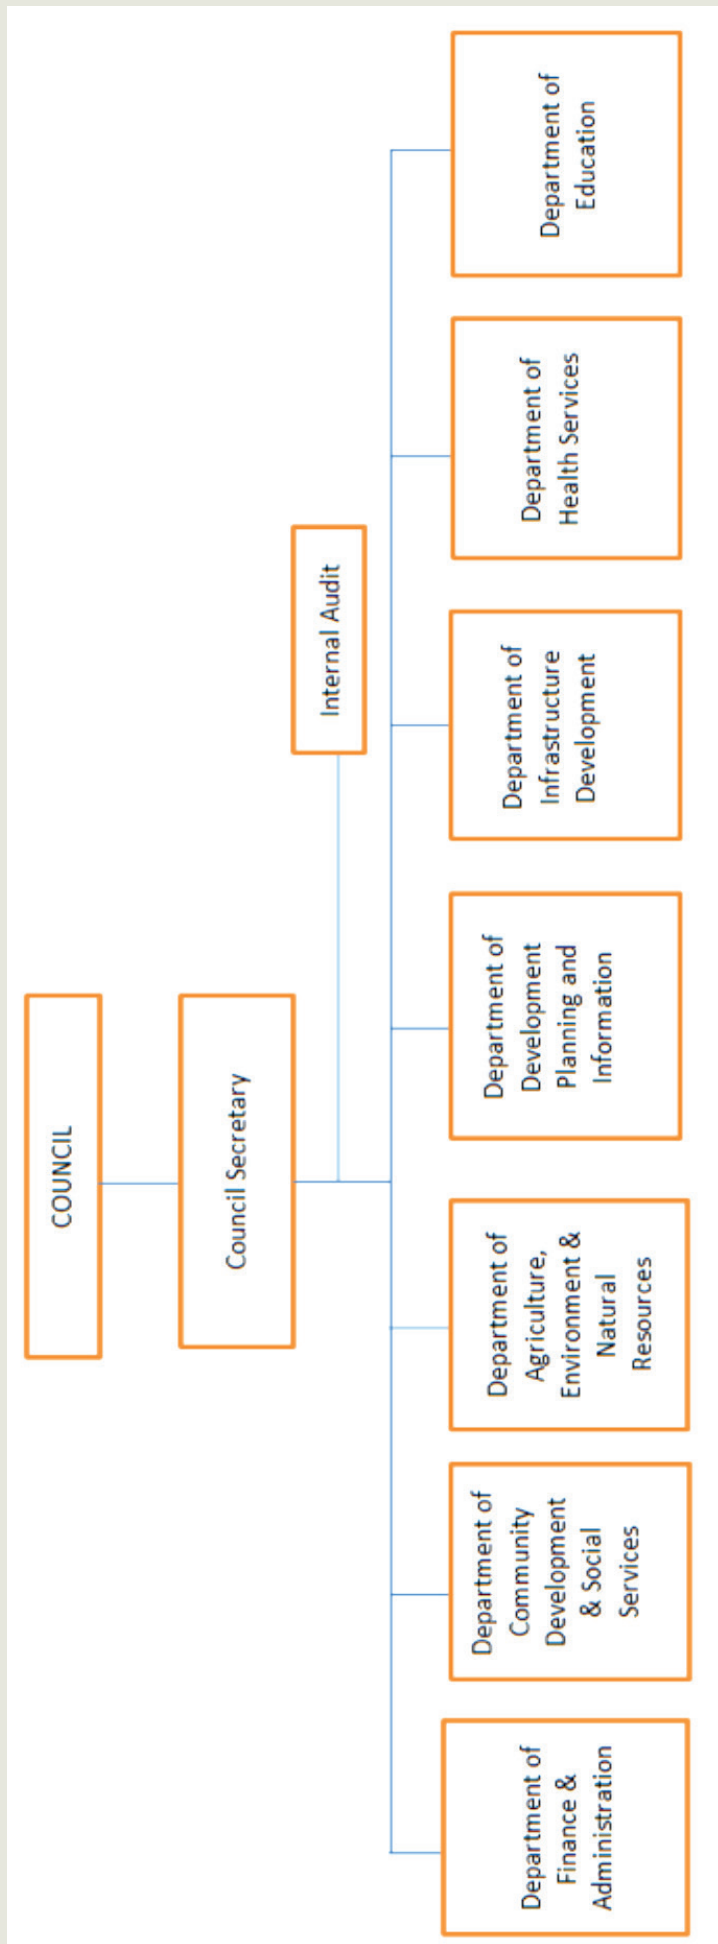 COUNCIL
Council Secretary
Internal Audit
Department of
Finance &
Administration
Department of
Community
Development
& Social
Services
Department of
Agriculture,
Environment &
Natural
Resources
Department of
Development
Planning and
Information
Department of
Infrastructure
Development
Department of
Health Services
Department of
Education